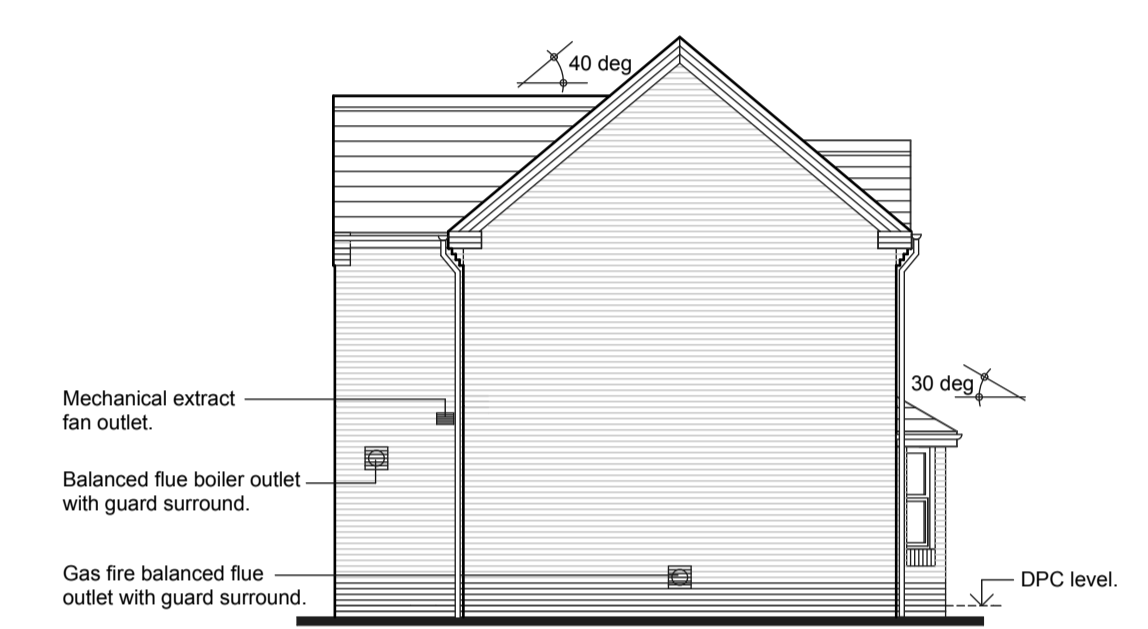 40 deg
30 deg
Mechanical extract
fan outlet.
Balanced flue boiler outlet
with guard surround.
Gas fire balanced flue
outlet with guard surround.
DPC level.